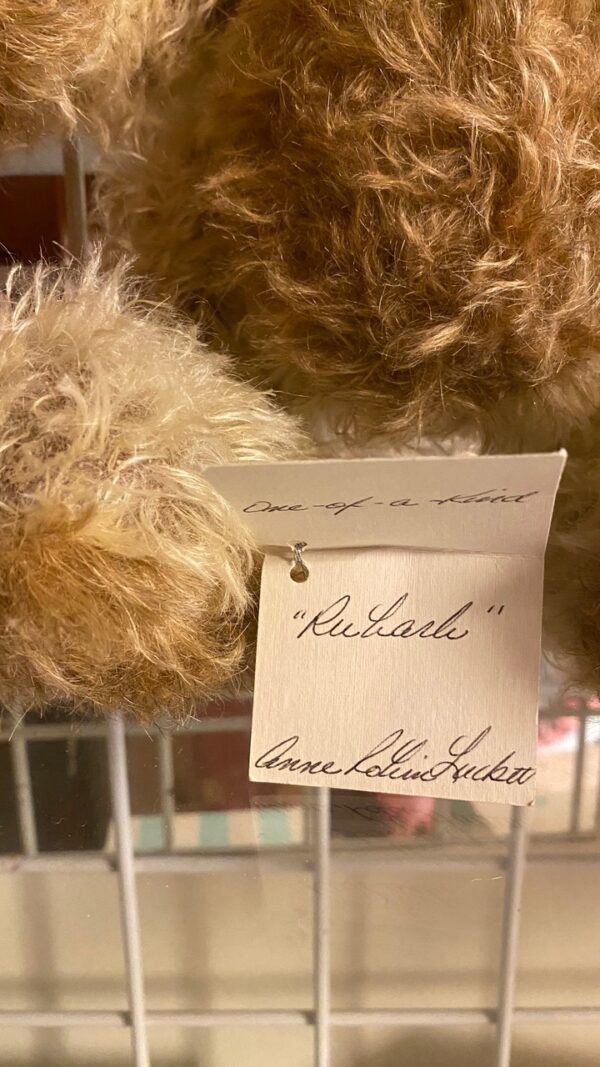 One-of-a-Kind
"Rubarb"
Anne Robin Luckett